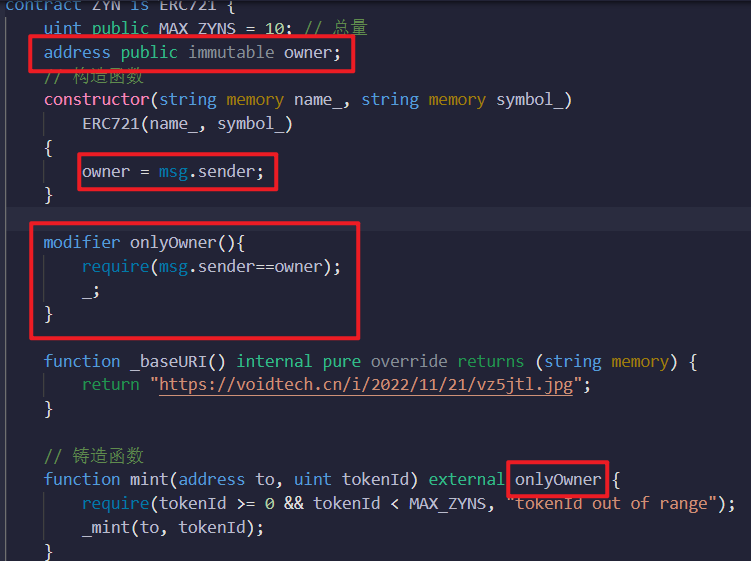 contract ZYN is ERC721 {
uint public MAX_ZYNS = 10; // 总量
address public immutable owner;
// 构造函数
constructor(string memory name_, string memory symbol_)
ERC721(name_, symbol_)
{
owner = msg.sender;
}
modifier onlyOwner(){
require(msg.sender==owner);
_;
}
function _baseURI() internal pure override returns (string memory) {
return "https://voidtech.cn/i/2022/11/21/vz5jtl.jpg";
}
// 铸造函数
function mint(address to, uint tokenId) external onlyOwner {
require(tokenId >= 0 && tokenId < MAX_ZYNS, "tokenId out of range");
_mint(to, tokenId);
}